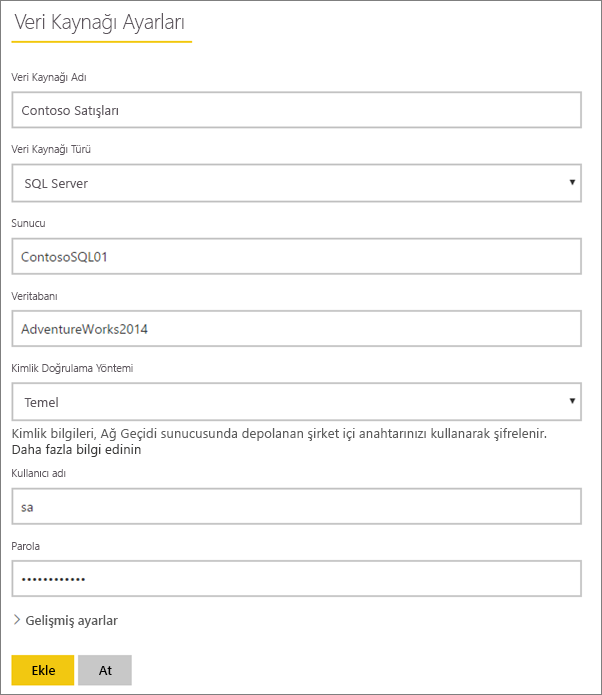 Veri Kaynağı Ayarları
Veri Kaynağı Adı
Contoso Satışları
Veri Kaynağı Türü
SQL Server
Sunucu
ContosoSQL01
Veritabanı
AdventureWorks2014
Kimlik Doğrulama Yöntemi
Temel
Kimlik bilgileri, Ağ Geçidi sunucusunda depolanan şirket içi anahtarınızı kullanarak şifrelenir.
Daha fazla bilgi edinin
Kullanıcı adı
sa
Parola
••••••••••••
Gelişmiş ayarlar
Ekle At